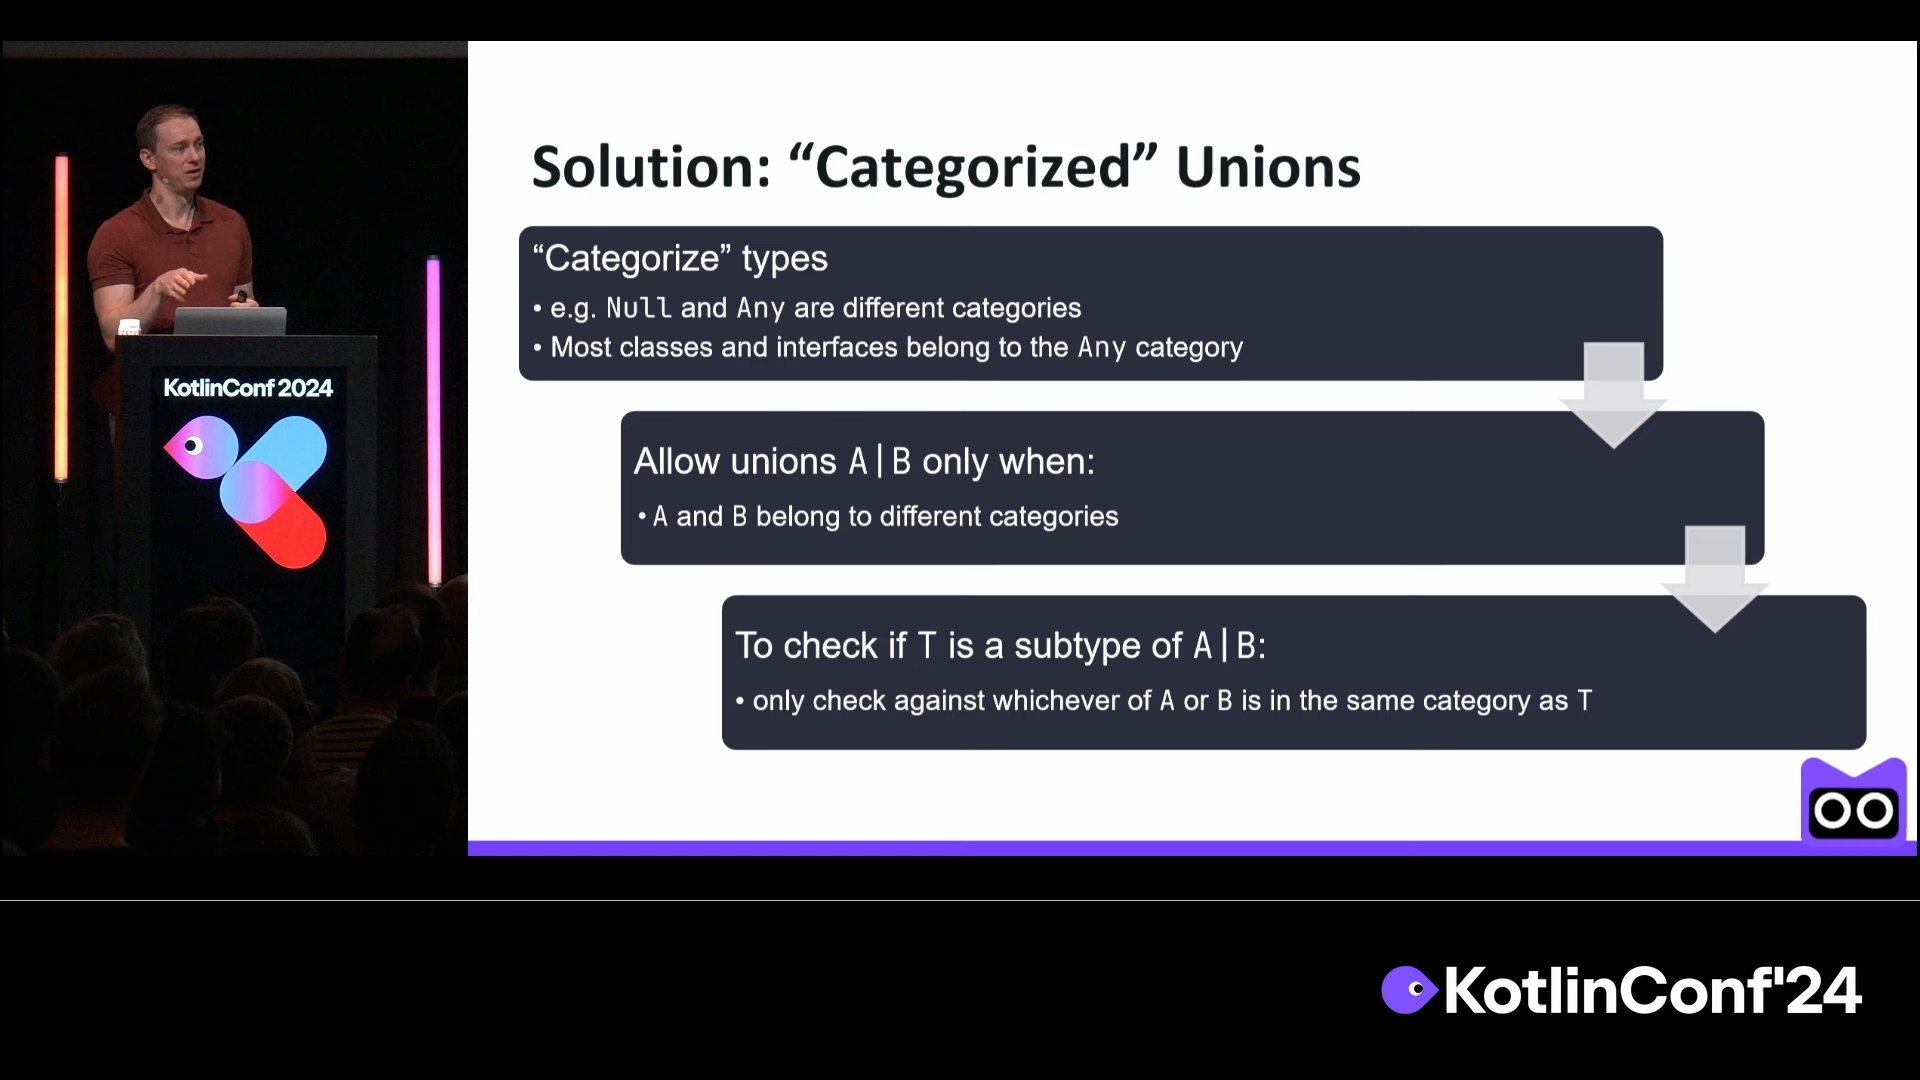 KotlinConf 2024
Solution: “Categorized” Unions
“Categorize” types
• e.g. Null and Any are different categories
• Most classes and interfaces belong to the Any category
Allow unions A|B only when:
• A and B belong to different categories
To check if T is a subtype of A|B:
• only check against whichever of A or B is in the same category as T
KotlinConf'24